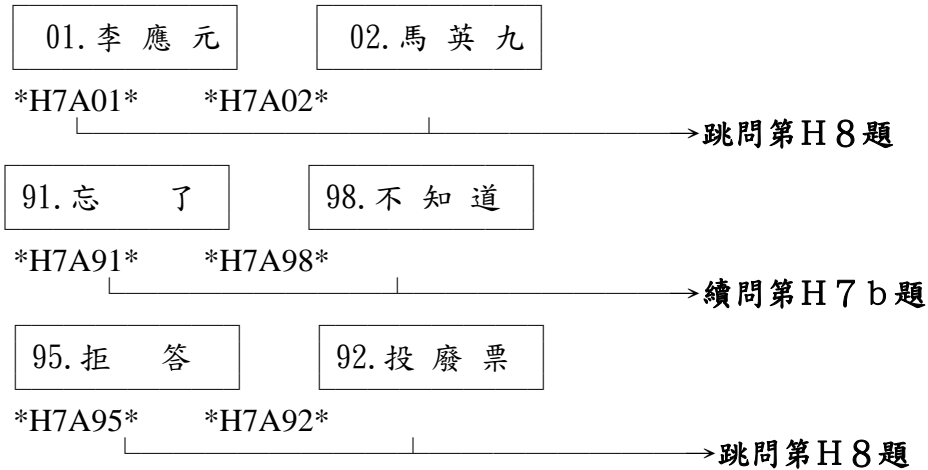 01.李 應 元 02.馬 英 九
*H7A01* *H7A02*
→跳問第Ｈ８題
91.忘 了 98.不 知 道
*H7A91* *H7A98*
→續問第Ｈ７ｂ題
95.拒 答 92.投 廢 票
*H7A95* *H7A92*
→跳問第Ｈ８題